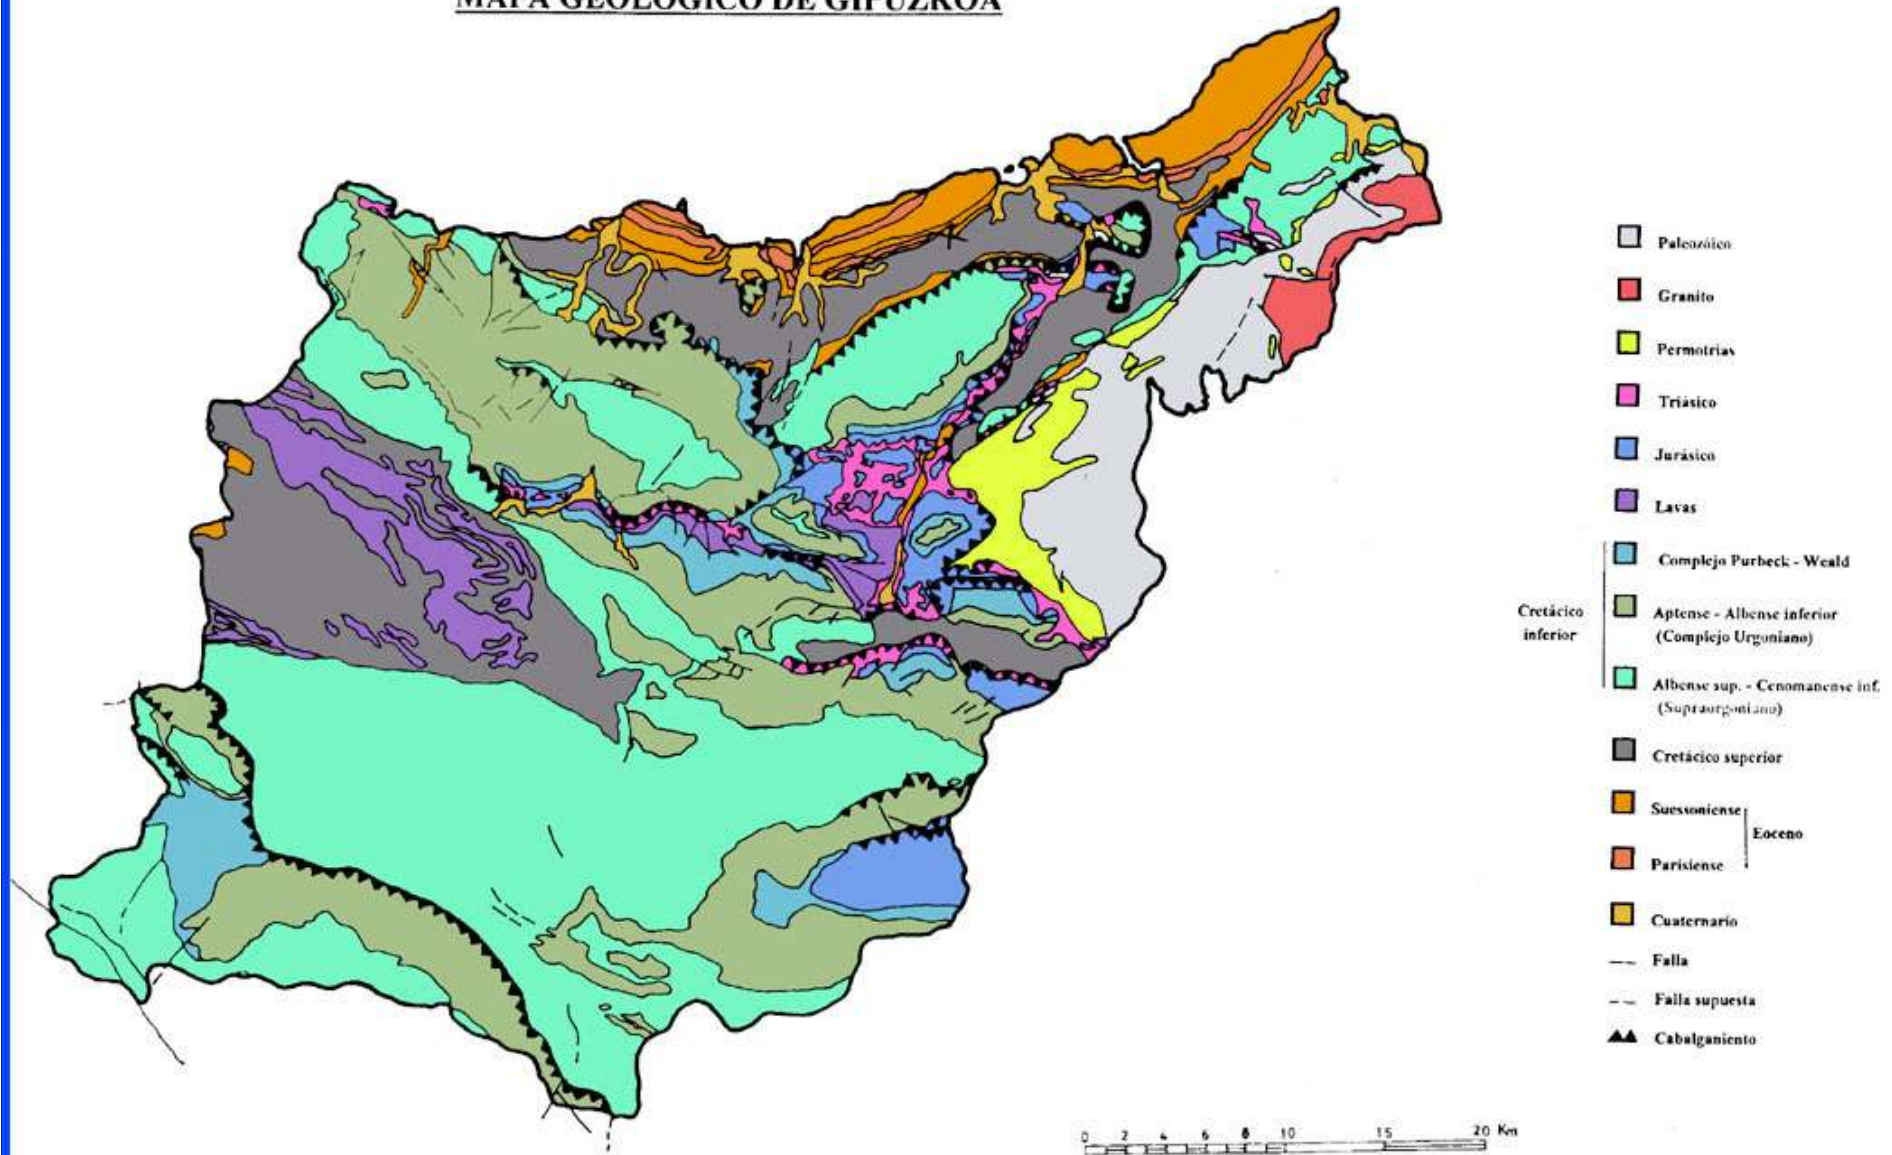 MAPA GEOLOGICO DE GIPUZKOA
Paleozóico
Granito
Permotrías
Triásico
Jurásico
Lavas
Complejo Purbeck - Weald
Aptense - Albense inferior
(Complejo Urgoniano)
Albense sup. - Cenomanense inf.
(Supraorgoniano)
Cretácico
inferior
Cretácico superior
Suessoniense
Eoceno
Parisiense
Cuaternario
Falla
Falla supuesta
Cabalgamiento
0 2 4 6 8 10 15 20 Km